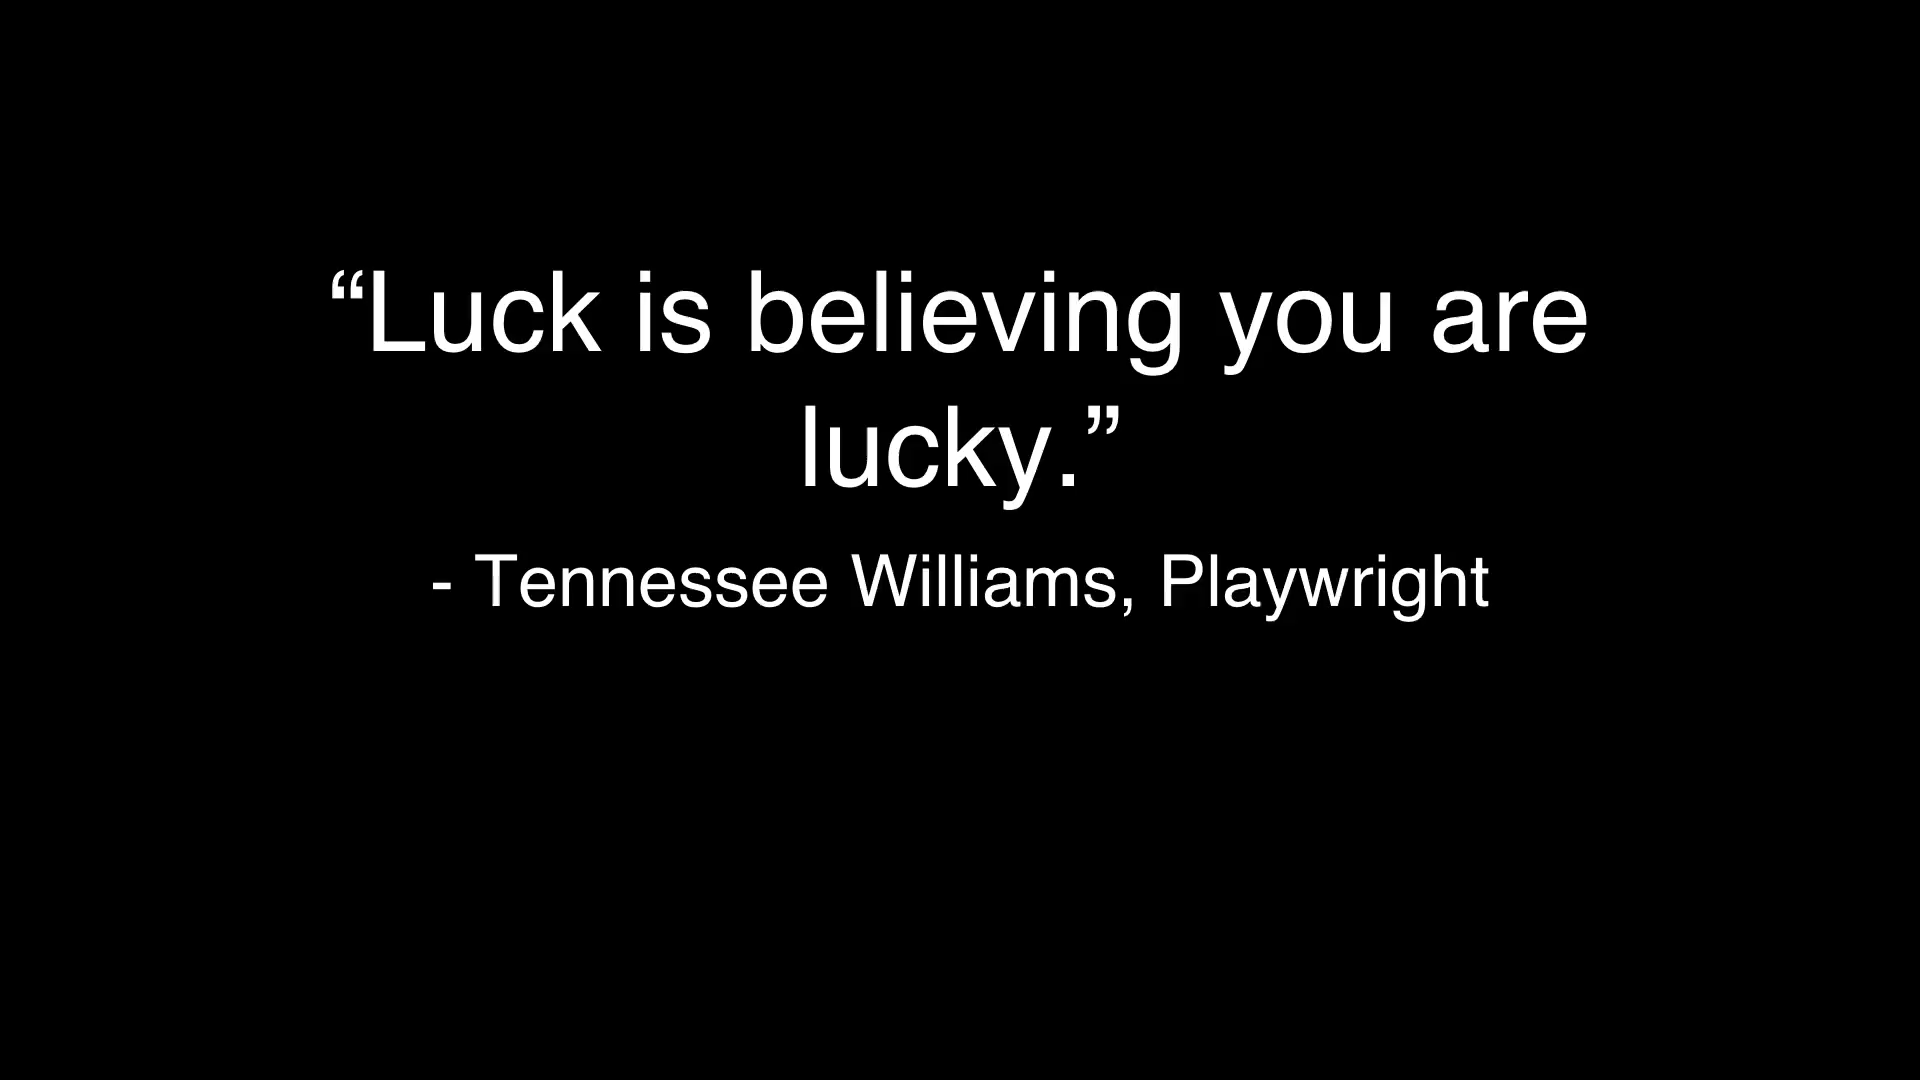 “Luck is believing you are
lucky.”
- Tennessee Williams, Playwright